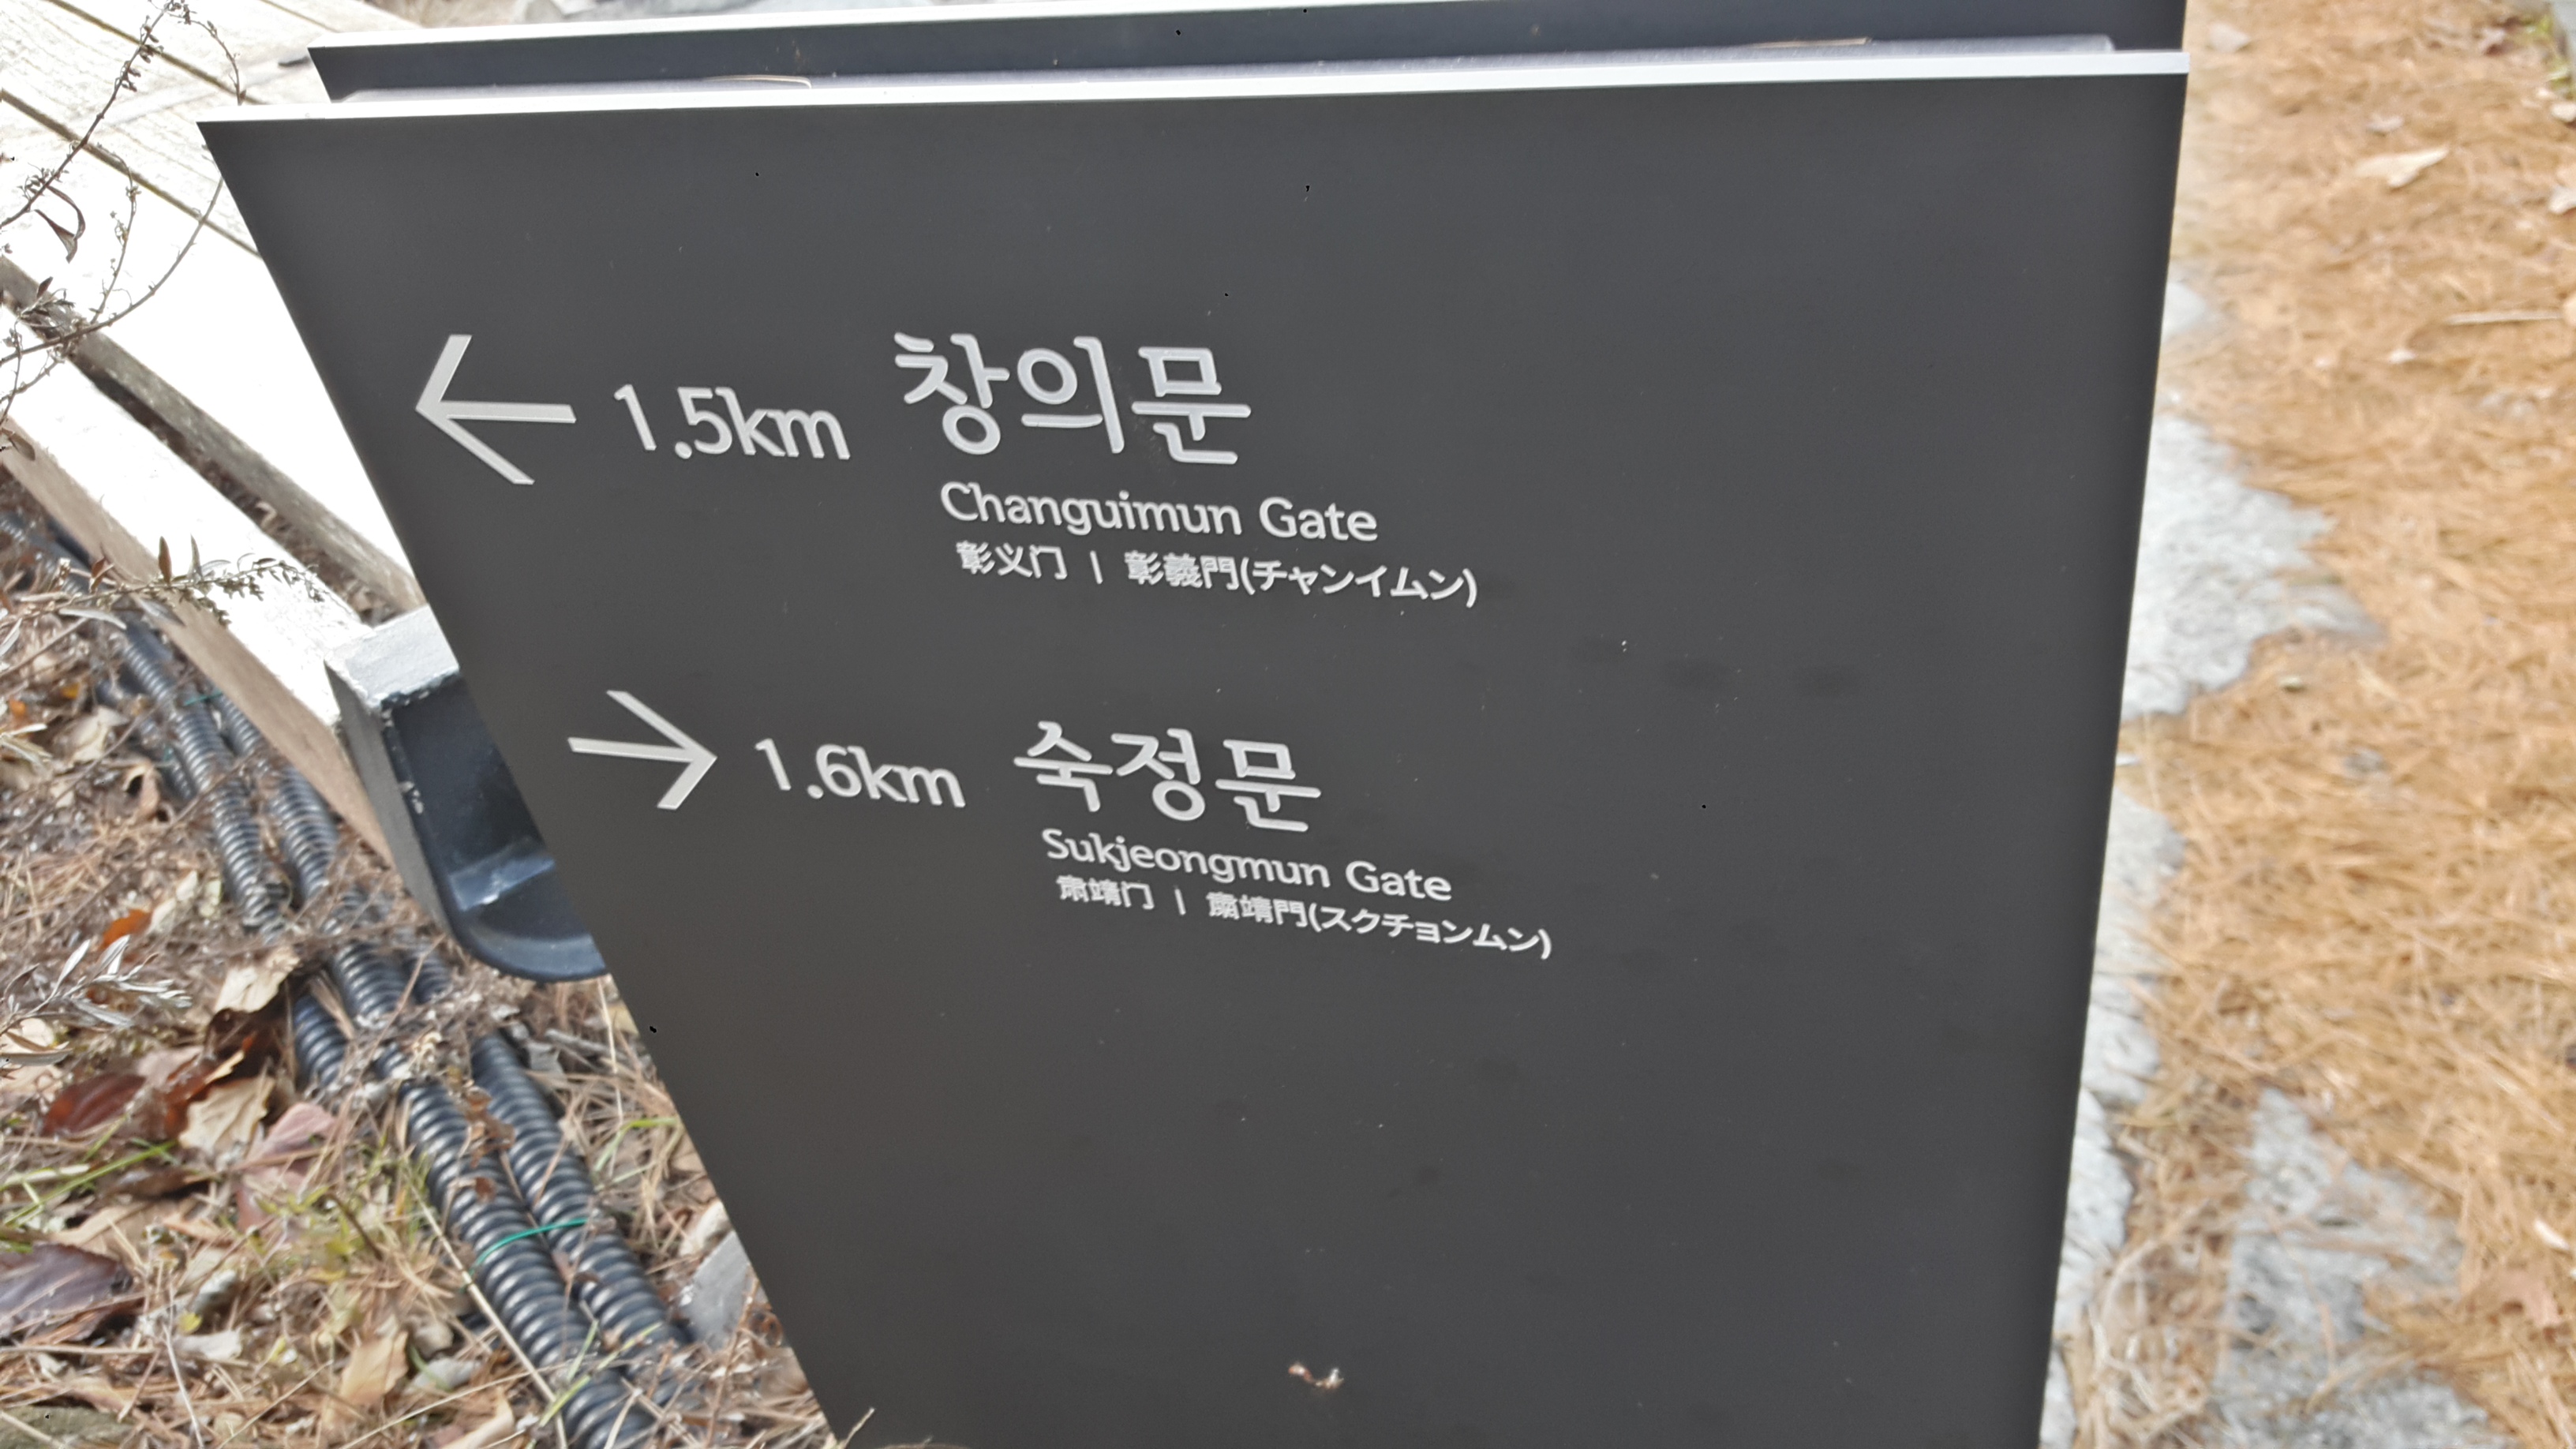 ← 1.5km 창의문
Changuimun Gate
彰义门 | 彰義門(チャンイムン)
→ 1.6km 숙정문
Sukjeongmun Gate
肃靖门 | 肅靖門(スクチョンムン)